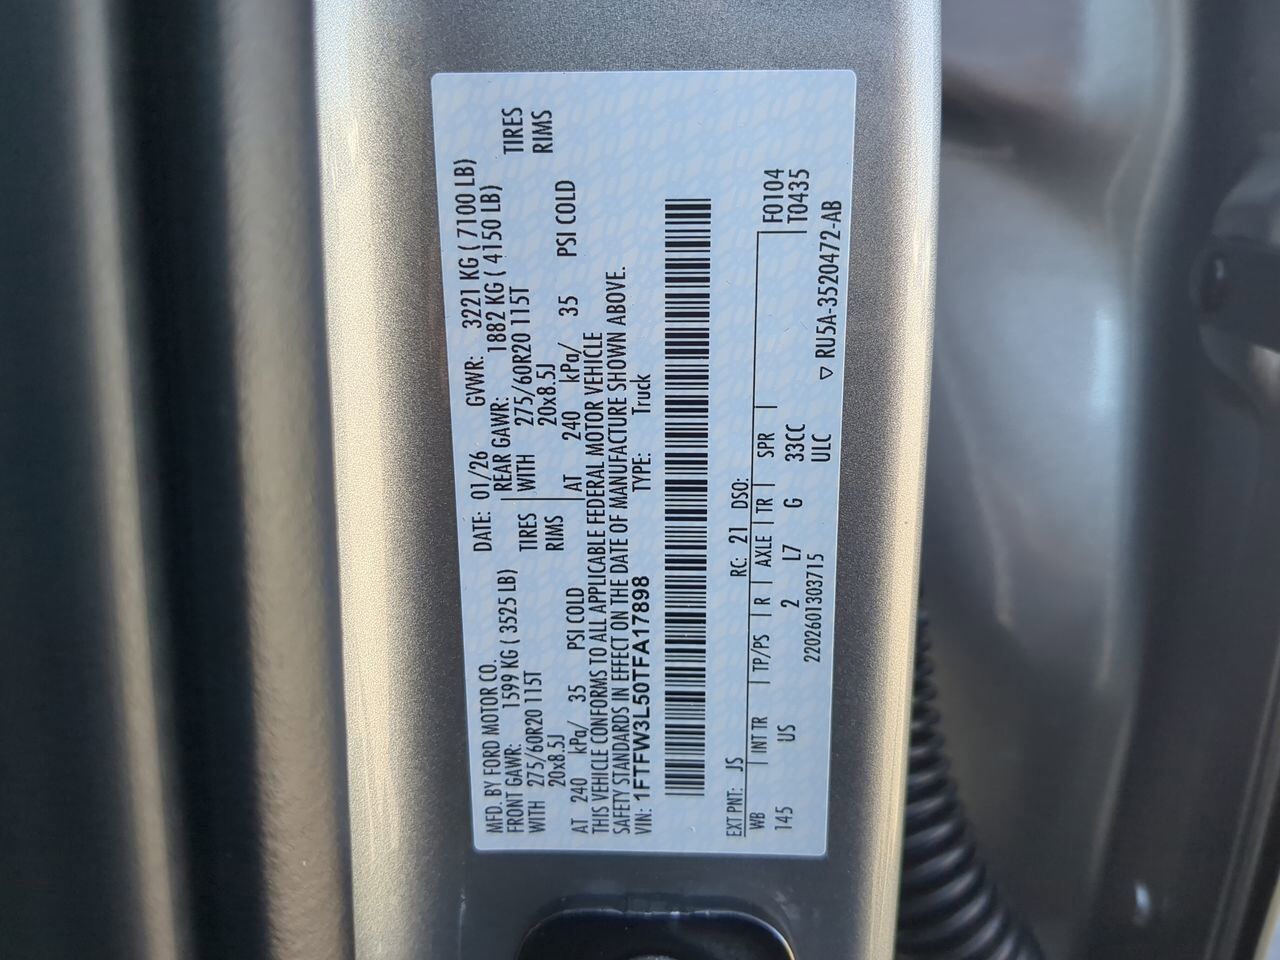 MFD. BY FORD MOTOR CO. DATE: 01/26 GVWR: 3221 KG ( 7100 LB)
FRONT GAWR: 1599 KG ( 3525 LB) REAR GAWR: 1882 KG ( 4150 LB)
WITH 275/60R20 115T TIRES WITH 275/60R20 115T TIRES
20x8.5J RIMS 20x8.5J RIMS
AT 240 kPa/ 35 PSI COLD AT 240 kPa/ 35 PSI COLD
THIS VEHICLE CONFORMS TO ALL APPLICABLE FEDERAL MOTOR VEHICLE
SAFETY STANDARDS IN EFFECT ON THE DATE OF MANUFACTURE SHOWN ABOVE.
VIN: 1FTFW3L50TFA17898 TYPE: Truck
EXT PNT: JS RC: 21 DSO: F0104
WB INT TR TP/PS R AXLE TR SPR T0435
145 US 2 L7 G 33CC
2202601303715 ULC ▽ RU5A-3520472-AB